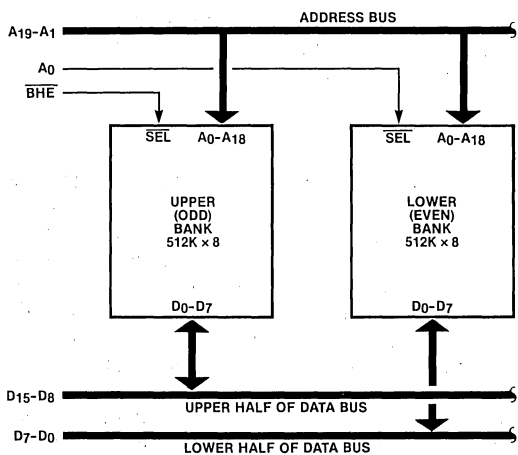 ADDRESS BUS
A19-A1
A0
BHE
SEL A0-A18
SEL A0-A18
UPPER
(ODD)
BANK
512K × 8
LOWER
(EVEN)
BANK
512K × 8
D0-D7
D0-D7
D15-D8
UPPER HALF OF DATA BUS
D7-D0
LOWER HALF OF DATA BUS